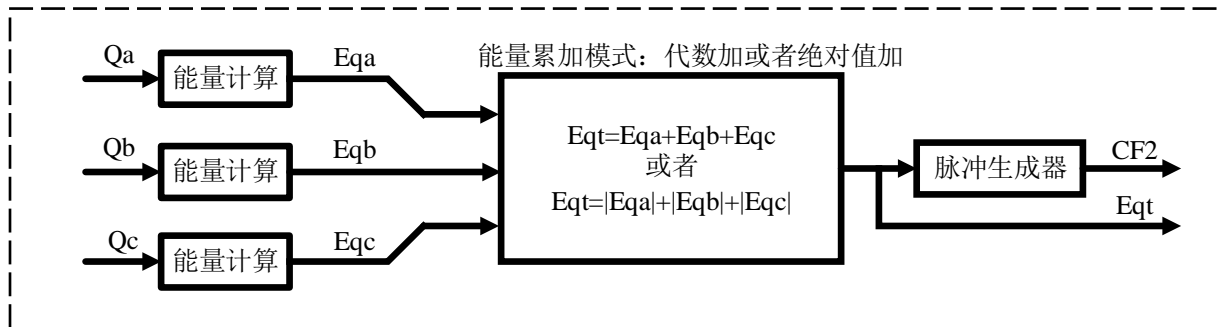 能量累加模式：代数加或者绝对值加
Qa
能量计算
Eqa
Qb
能量计算
Eqb
Qc
能量计算
Eqc
Eqt=Eqa+Eqb+Eqc
或者
Eqt=|Eqa|+|Eqb|+|Eqc|
脉冲生成器
CF2
Eqt